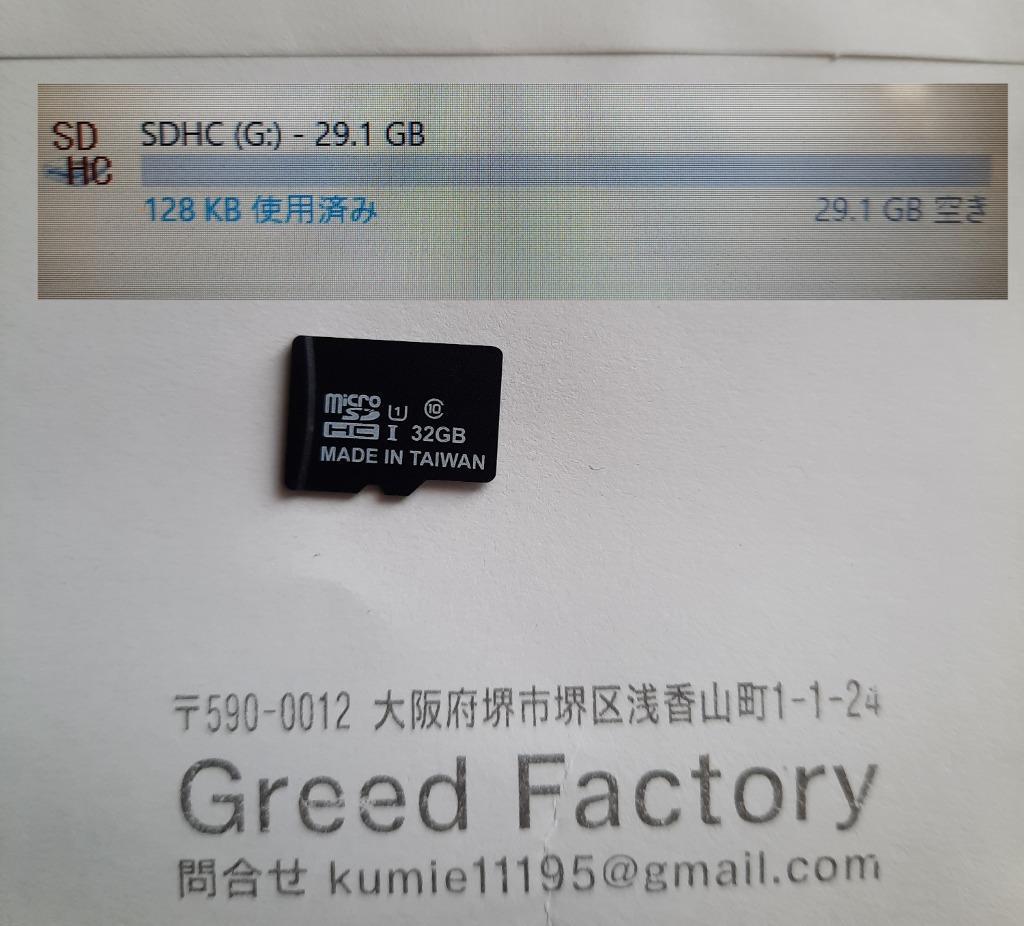 SD
HC
SDHC (G:) - 29.1 GB
128 KB 使用済み
29.1 GB 空き
micro
SD U1 C10
HC I 32GB
MADE IN TAIWAN
〒590-0012 大阪府堺市堺区浅香山町1-1-24
Greed Factory
問合せ kumie11195@gmail.com